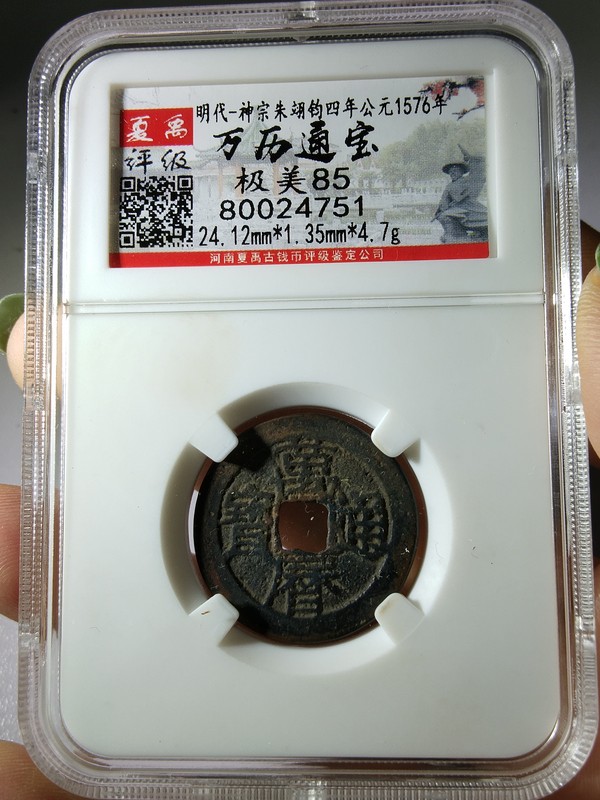 夏禹
评级
明代-神宗朱翊钧四年公元1576年
万历通宝
极美85
80024751
24.12mm*1.35mm*4.7g
河南夏禹古钱币评级鉴定公司
萬曆通寶